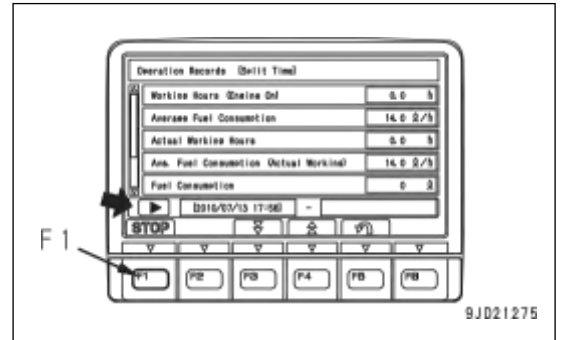 Operation Records (Split Time)
Working Hours (Engine On) 0.0 h
Average Fuel Consumption 14.0 ℓ/h
Actual Working Hours 0.0 h
Ave. Fuel Consumption (Actual Working) 14.0 ℓ/h
Fuel Consumption 0 ℓ
[2010/07/13 17:56] -
STOP
F1
F1 F2 F3 F4 F5 F6
9JD21275